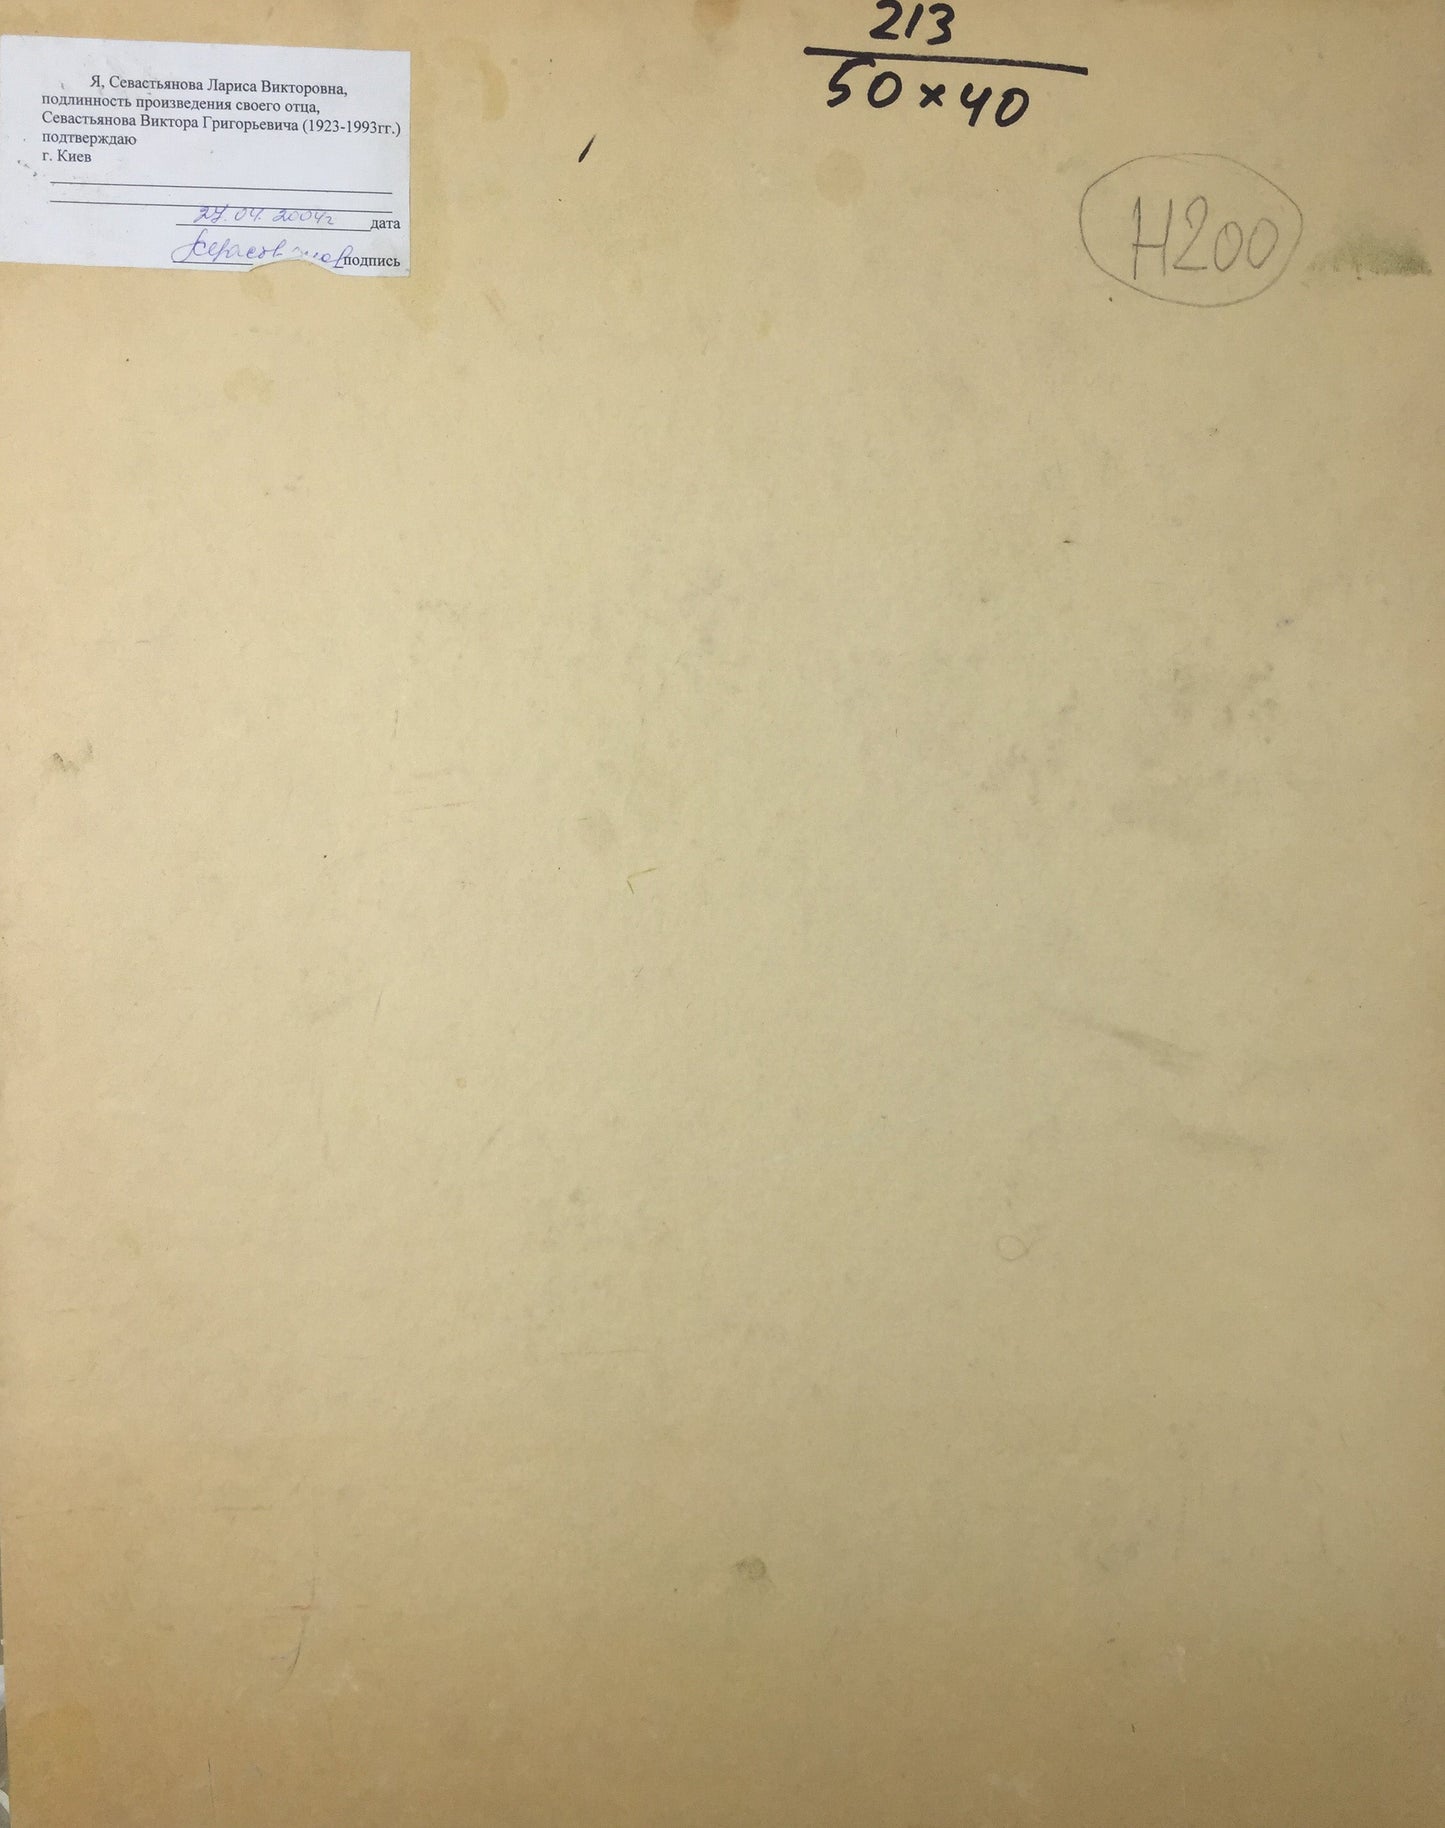 213
50×40
H200
Я, Севастьянова Лариса Викторовна,
подлинность произведения своего отца,
Севастьянова Виктора Григорьевича (1923-1993гг.)
подтверждаю
г. Киев
27.04.2004г дата
подпись